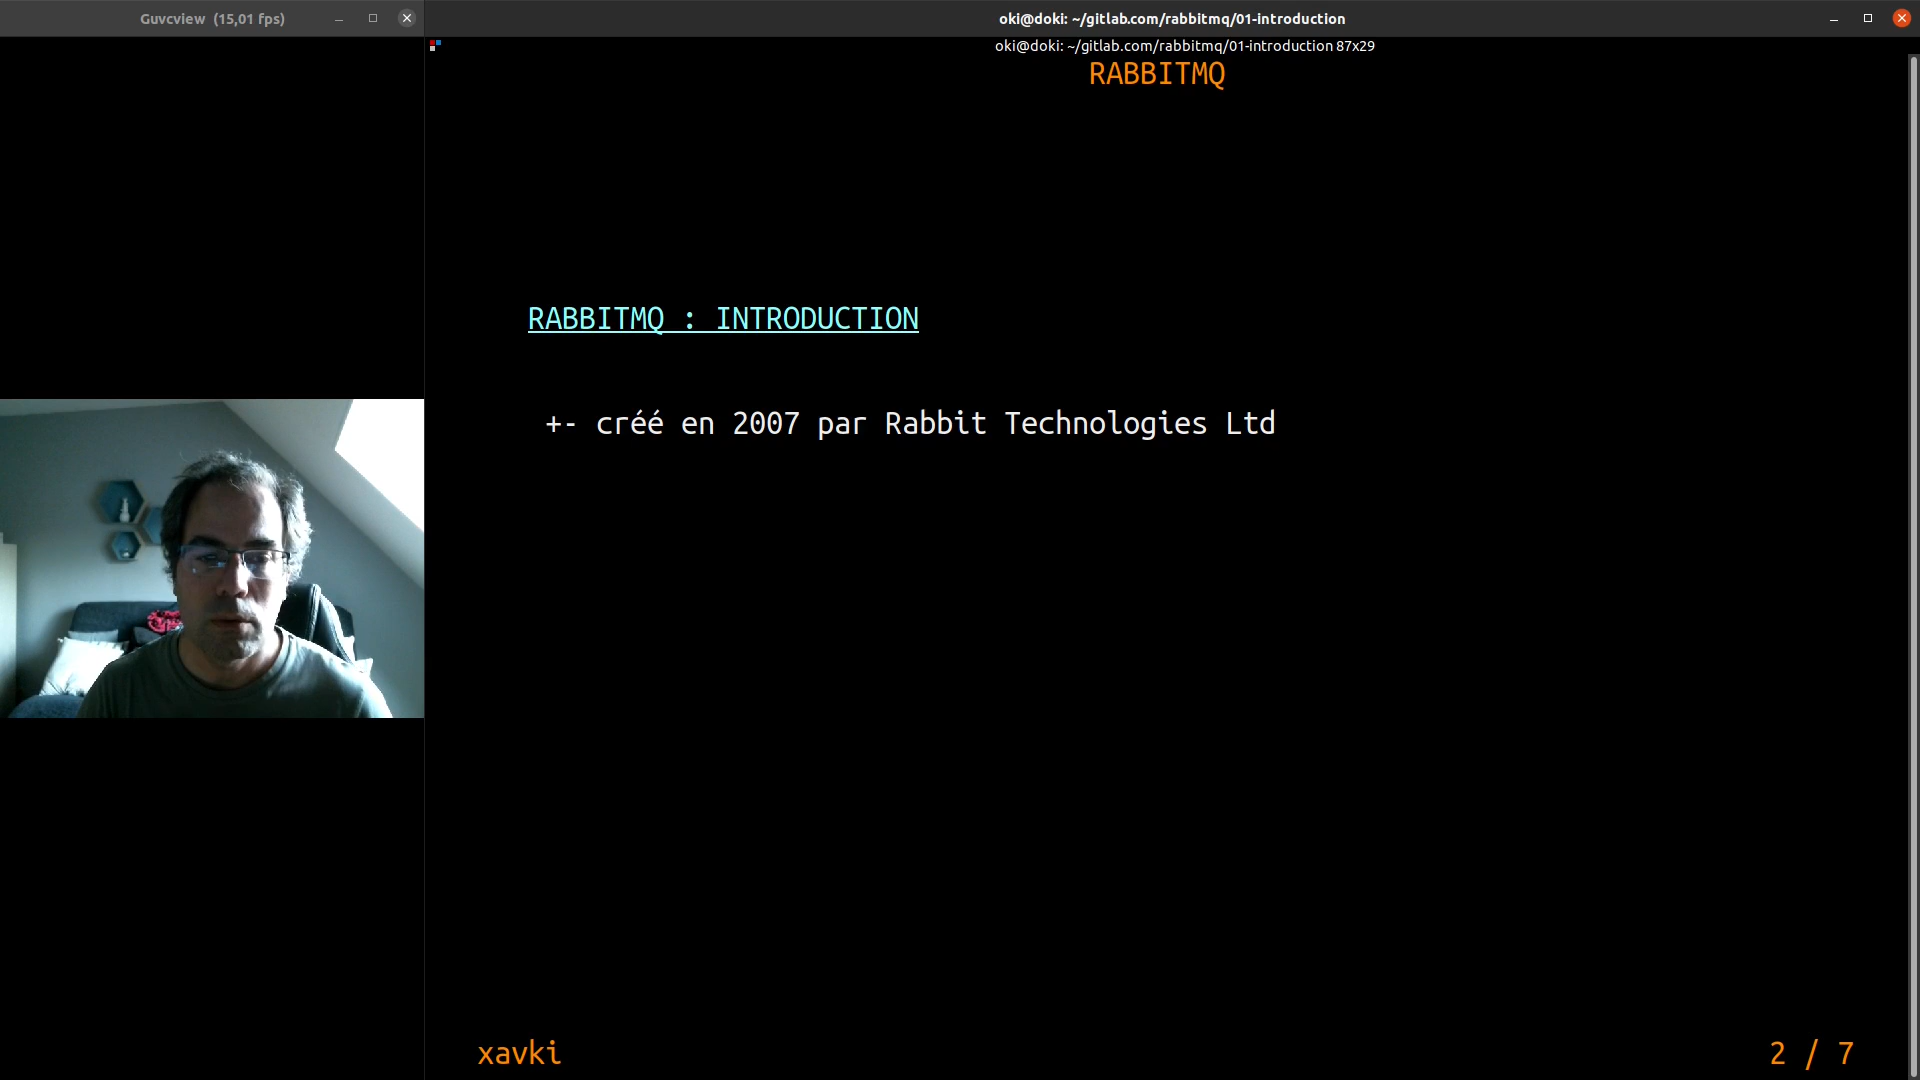 Guvcview (15,01 fps)
oki@doki: ~/gitlab.com/rabbitmq/01-introduction
oki@doki: ~/gitlab.com/rabbitmq/01-introduction 87x29
RABBITMQ
RABBITMQ : INTRODUCTION
+- créé en 2007 par Rabbit Technologies Ltd
xavki
2 / 7